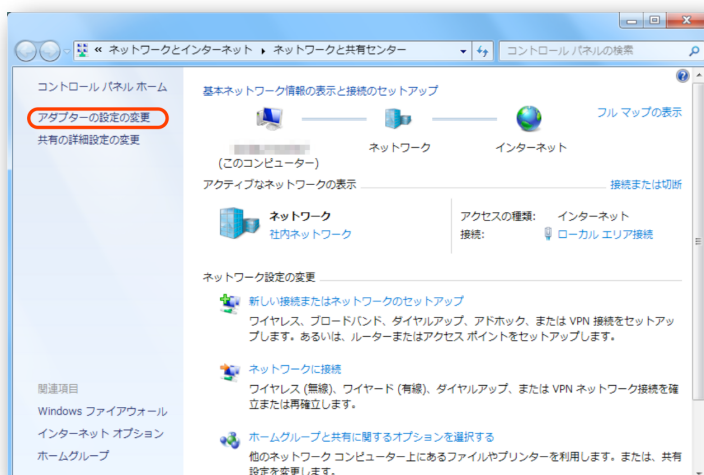 « ネットワークとインターネット ▸ ネットワークと共有センター
コントロール パネルの検索
コントロール パネル ホーム
アダプターの設定の変更
共有の詳細設定の変更
基本ネットワーク情報の表示と接続のセットアップ
フル マップの表示
(このコンピューター)
ネットワーク
インターネット
アクティブなネットワークの表示
接続または切断
ネットワーク
社内ネットワーク
アクセスの種類: インターネット
接続: ローカル エリア接続
ネットワーク設定の変更
新しい接続またはネットワークのセットアップ
ワイヤレス、ブロードバンド、ダイヤルアップ、アドホック、または VPN 接続をセットアッ
プします。あるいは、ルーターまたはアクセス ポイントをセットアップします。
ネットワークに接続
ワイヤレス (無線)、ワイヤード (有線)、ダイヤルアップ、または VPN ネットワーク接続を確
立または再確立します。
ホームグループと共有に関するオプションを選択する
他のネットワーク コンピューター上にあるファイルやプリンターを利用します。または、共有
設定を変更します。
関連項目
Windows ファイアウォール
インターネット オプション
ホームグループ